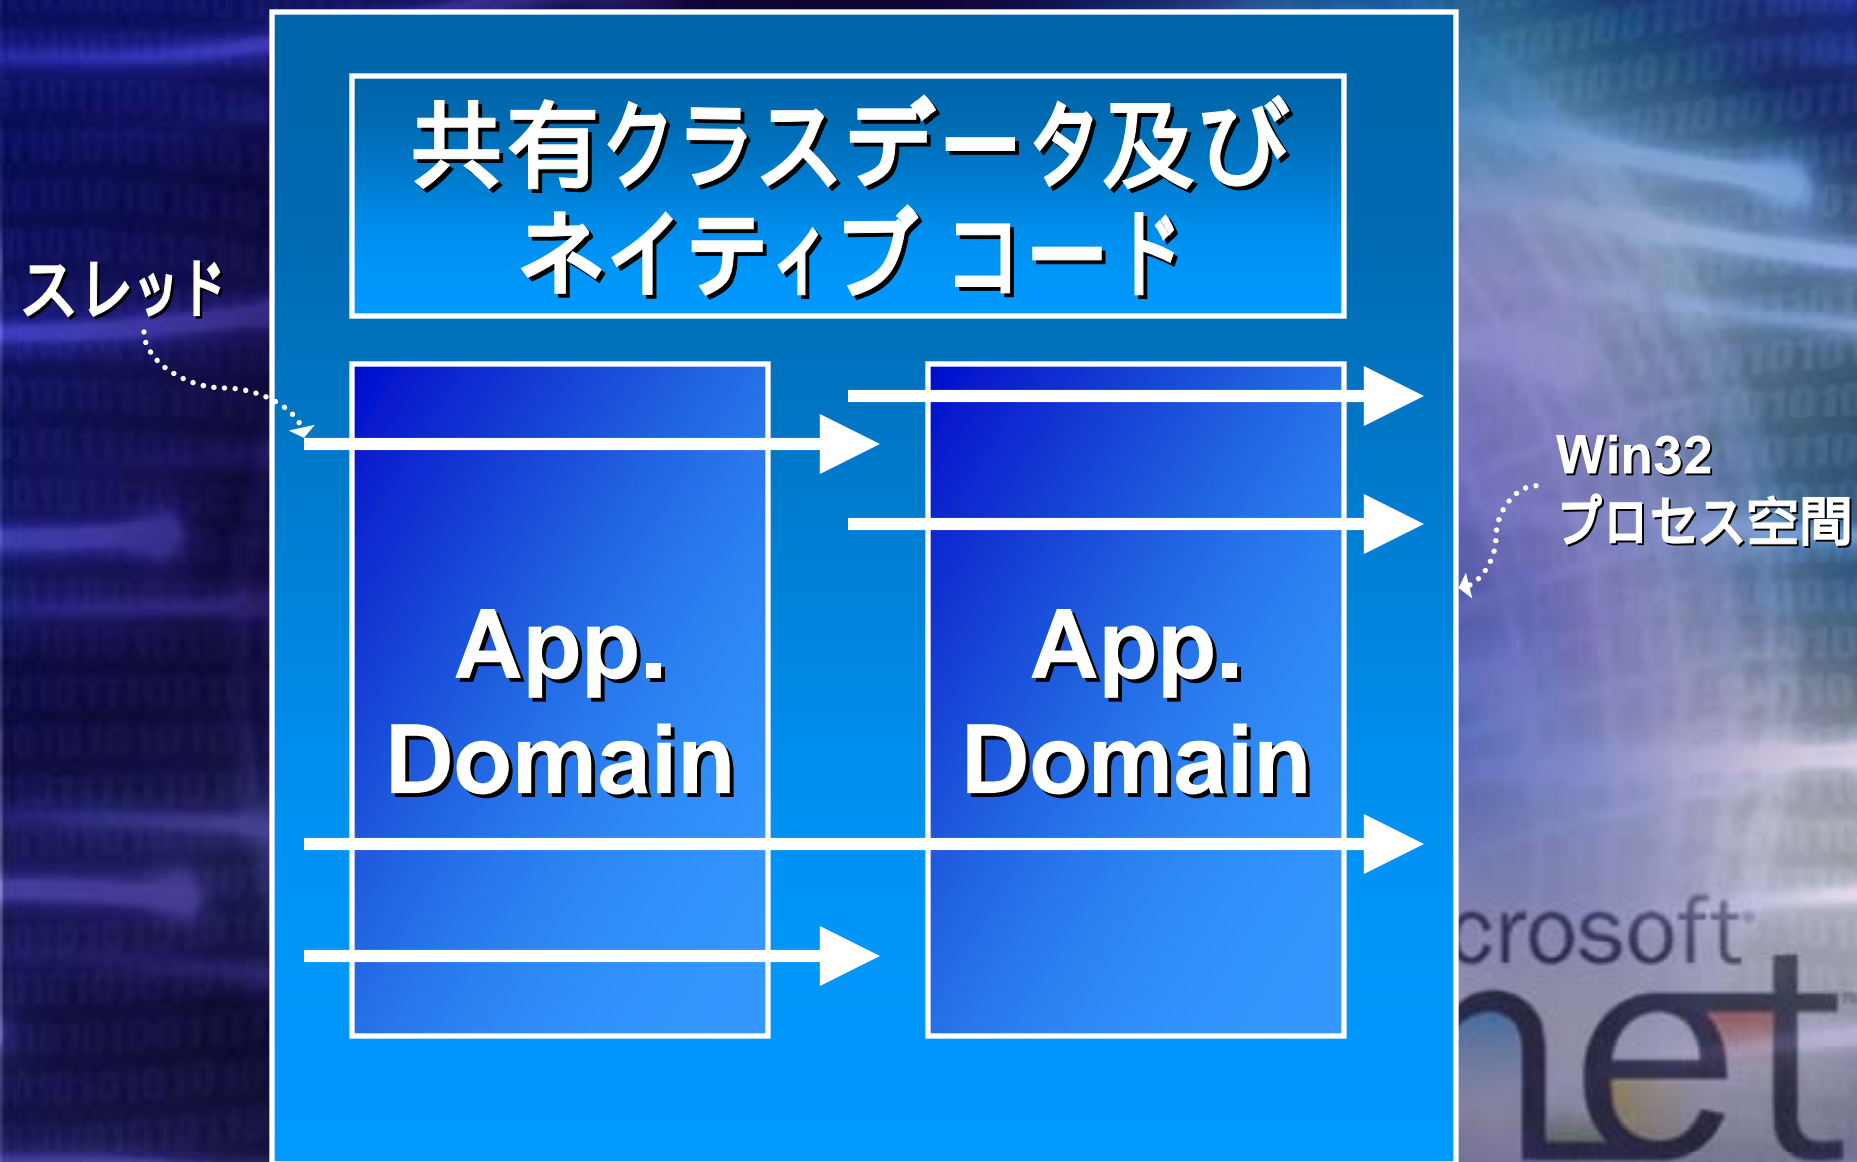 共有クラスデータ及び
ネイティブ コード
スレッド
Win32
プロセス空間
App.
Domain
App.
Domain
crosoft
net